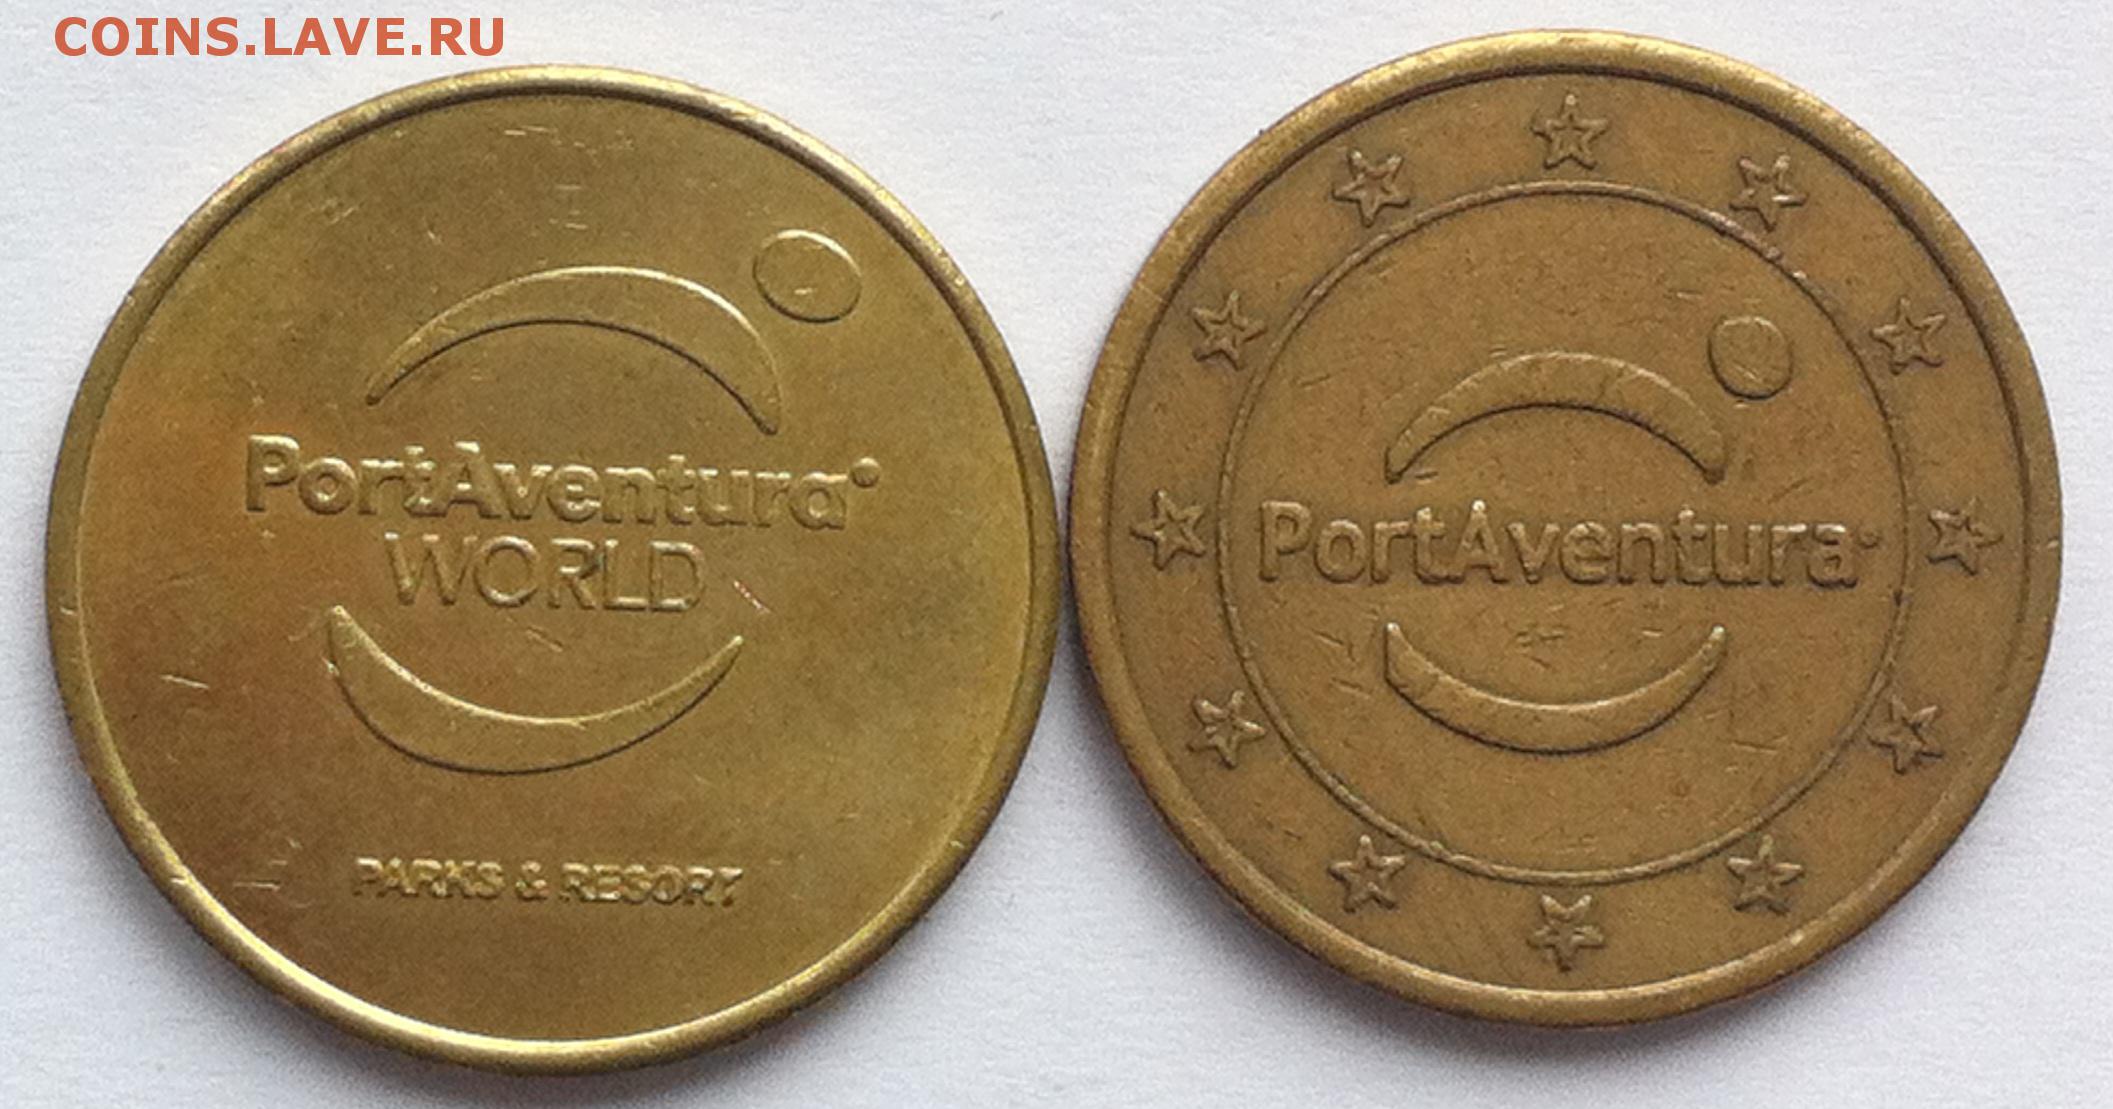 COINS.LAVE.RU
PortAventura
WORLD
PARKS & RESORT
PortAventura